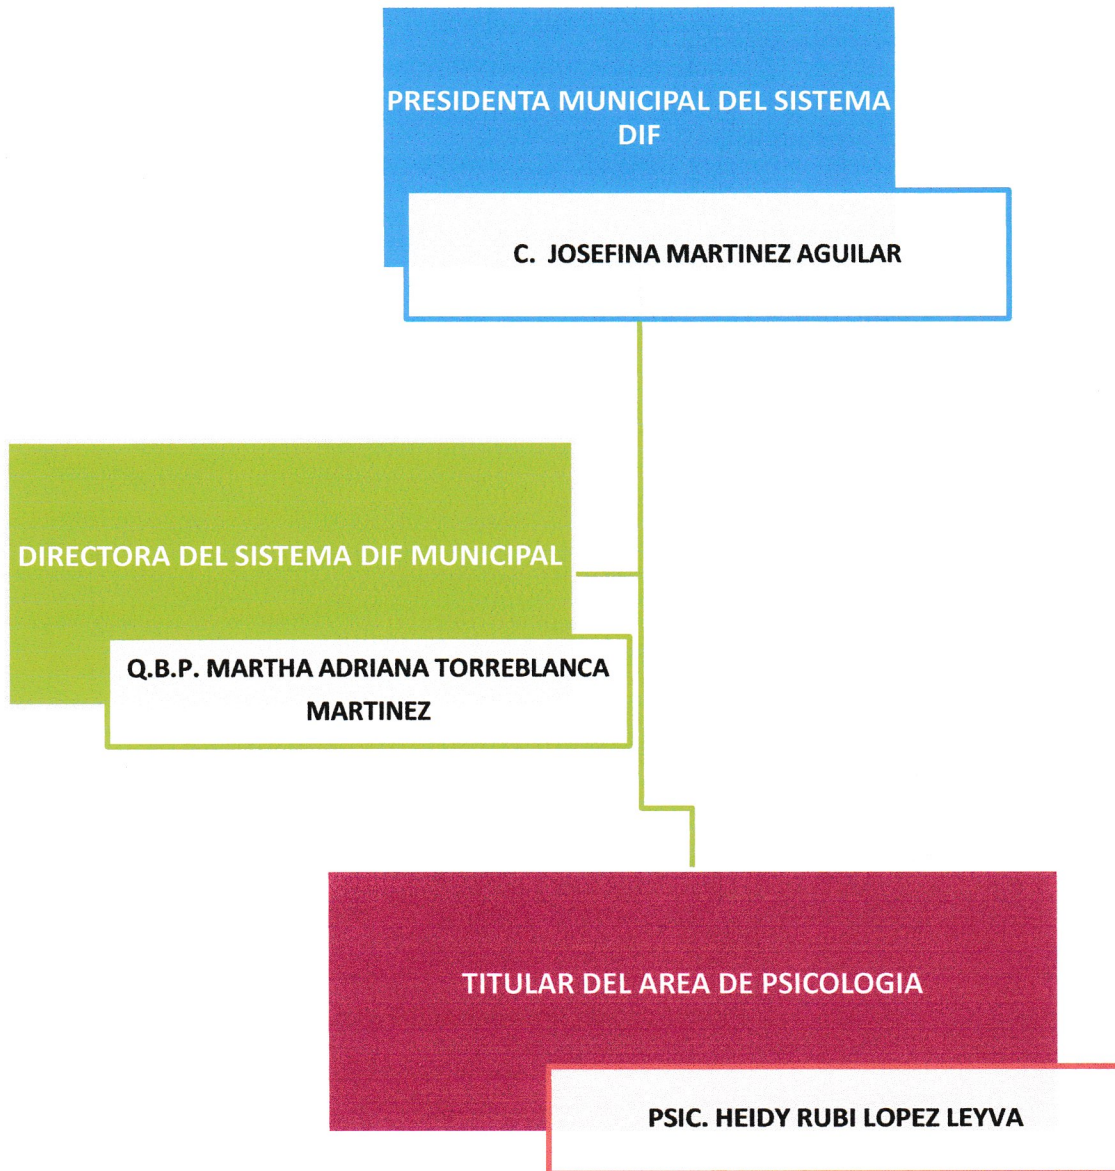 PRESIDENTA MUNICIPAL DEL SISTEMA
DIF
C. JOSEFINA MARTINEZ AGUILAR
DIRECTORA DEL SISTEMA DIF MUNICIPAL
Q.B.P. MARTHA ADRIANA TORREBLANCA
MARTINEZ
TITULAR DEL AREA DE PSICOLOGIA
PSIC. HEIDY RUBI LOPEZ LEYVA